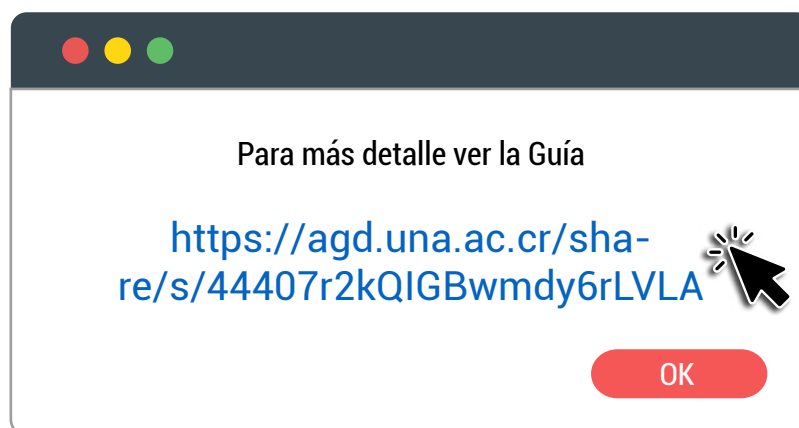 Para más detalle ver la Guía
https://agd.una.ac.cr/sha-
re/s/44407r2kQIGBwmdy6rLVLA
OK